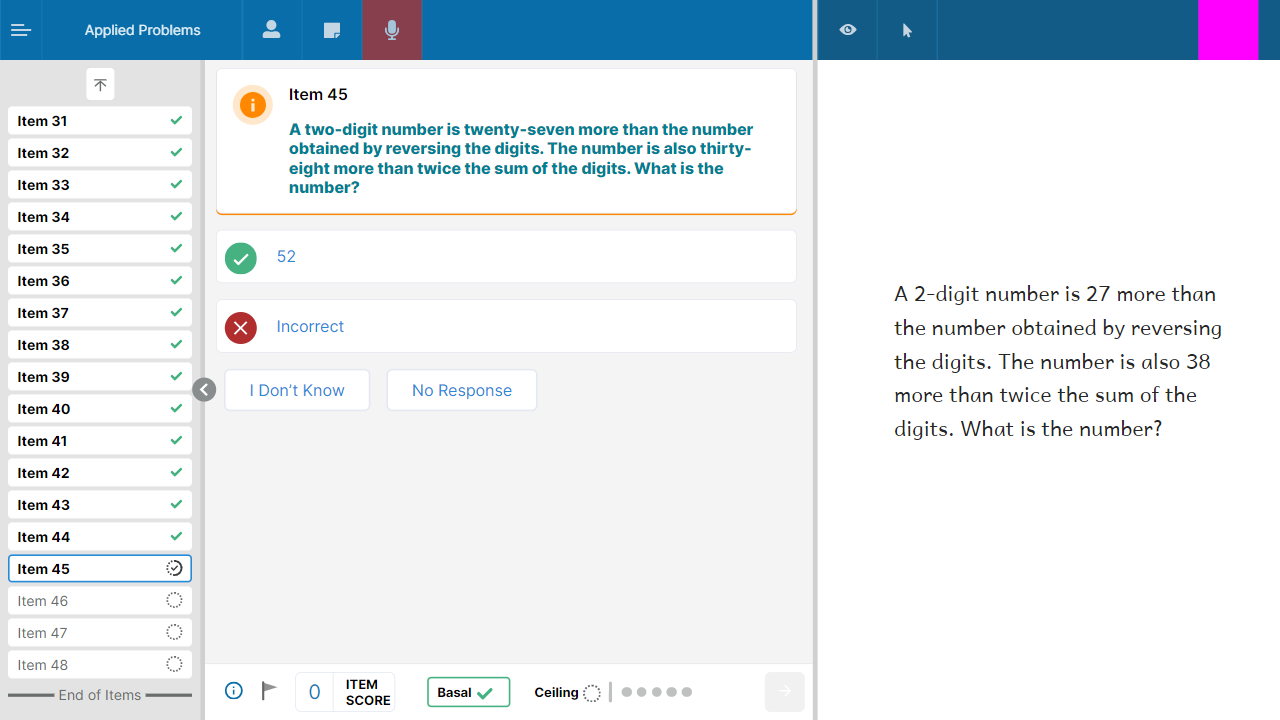 Applied Problems
Item 31
Item 32
Item 33
Item 34
Item 35
Item 36
Item 37
Item 38
Item 39
Item 40
Item 41
Item 42
Item 43
Item 44
Item 45
Item 46
Item 47
Item 48
End of Items
Item 45
A two-digit number is twenty-seven more than the number
obtained by reversing the digits. The number is also thirty-
eight more than twice the sum of the digits. What is the
number?
52
Incorrect
I Don’t Know
No Response
0
ITEM
SCORE
Basal
Ceiling
A 2-digit number is 27 more than
the number obtained by reversing
the digits. The number is also 38
more than twice the sum of the
digits. What is the number?